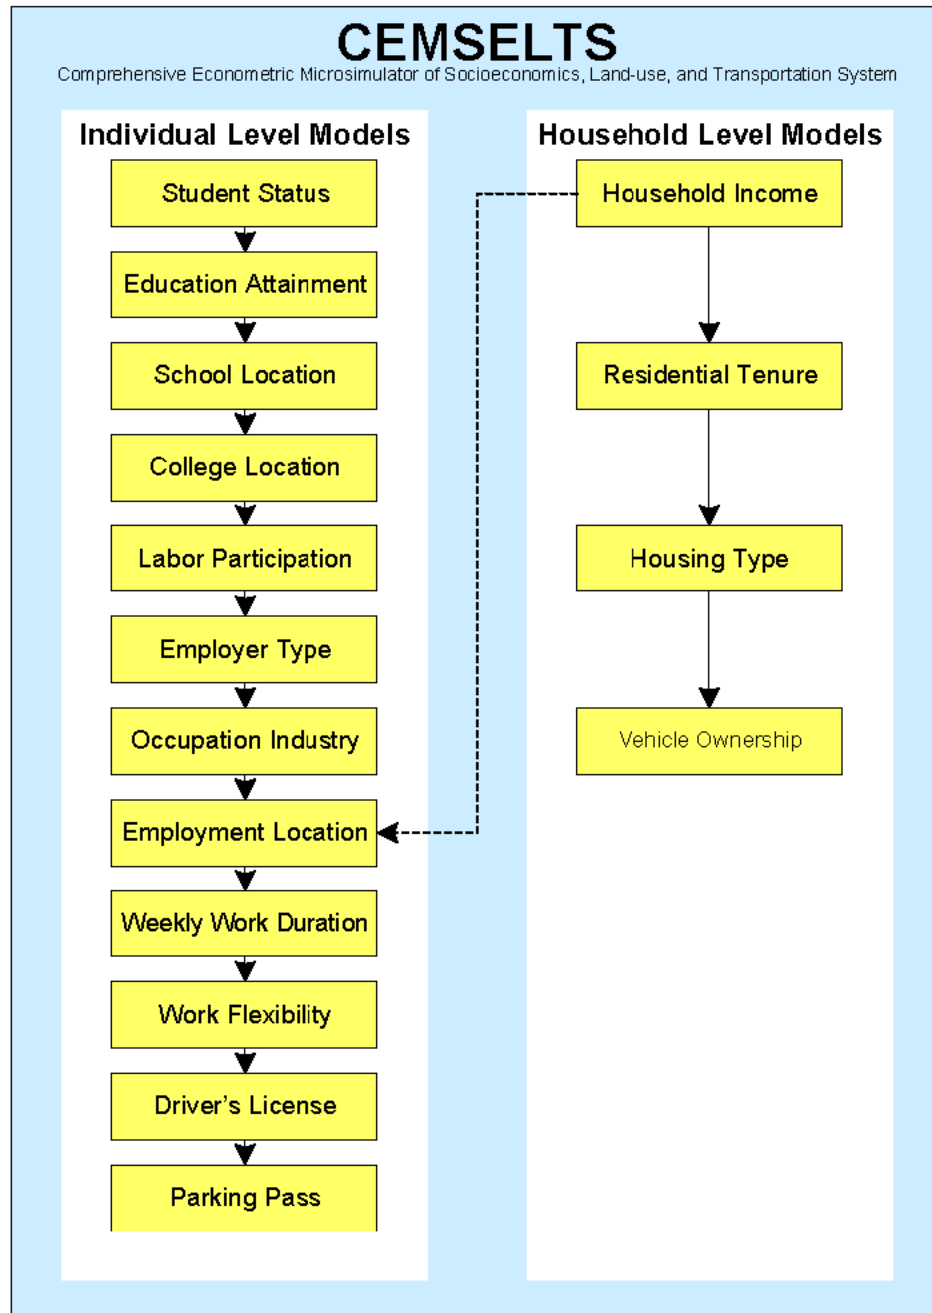 CEMSELTS
Comprehensive Econometric Microsimulator of Socioeconomics, Land-use, and Transportation System
Individual Level Models
Student Status
Education Attainment
School Location
College Location
Labor Participation
Employer Type
Occupation Industry
Employment Location
Weekly Work Duration
Work Flexibility
Driver's License
Parking Pass
Household Level Models
Household Income
Residential Tenure
Housing Type
Vehicle Ownership